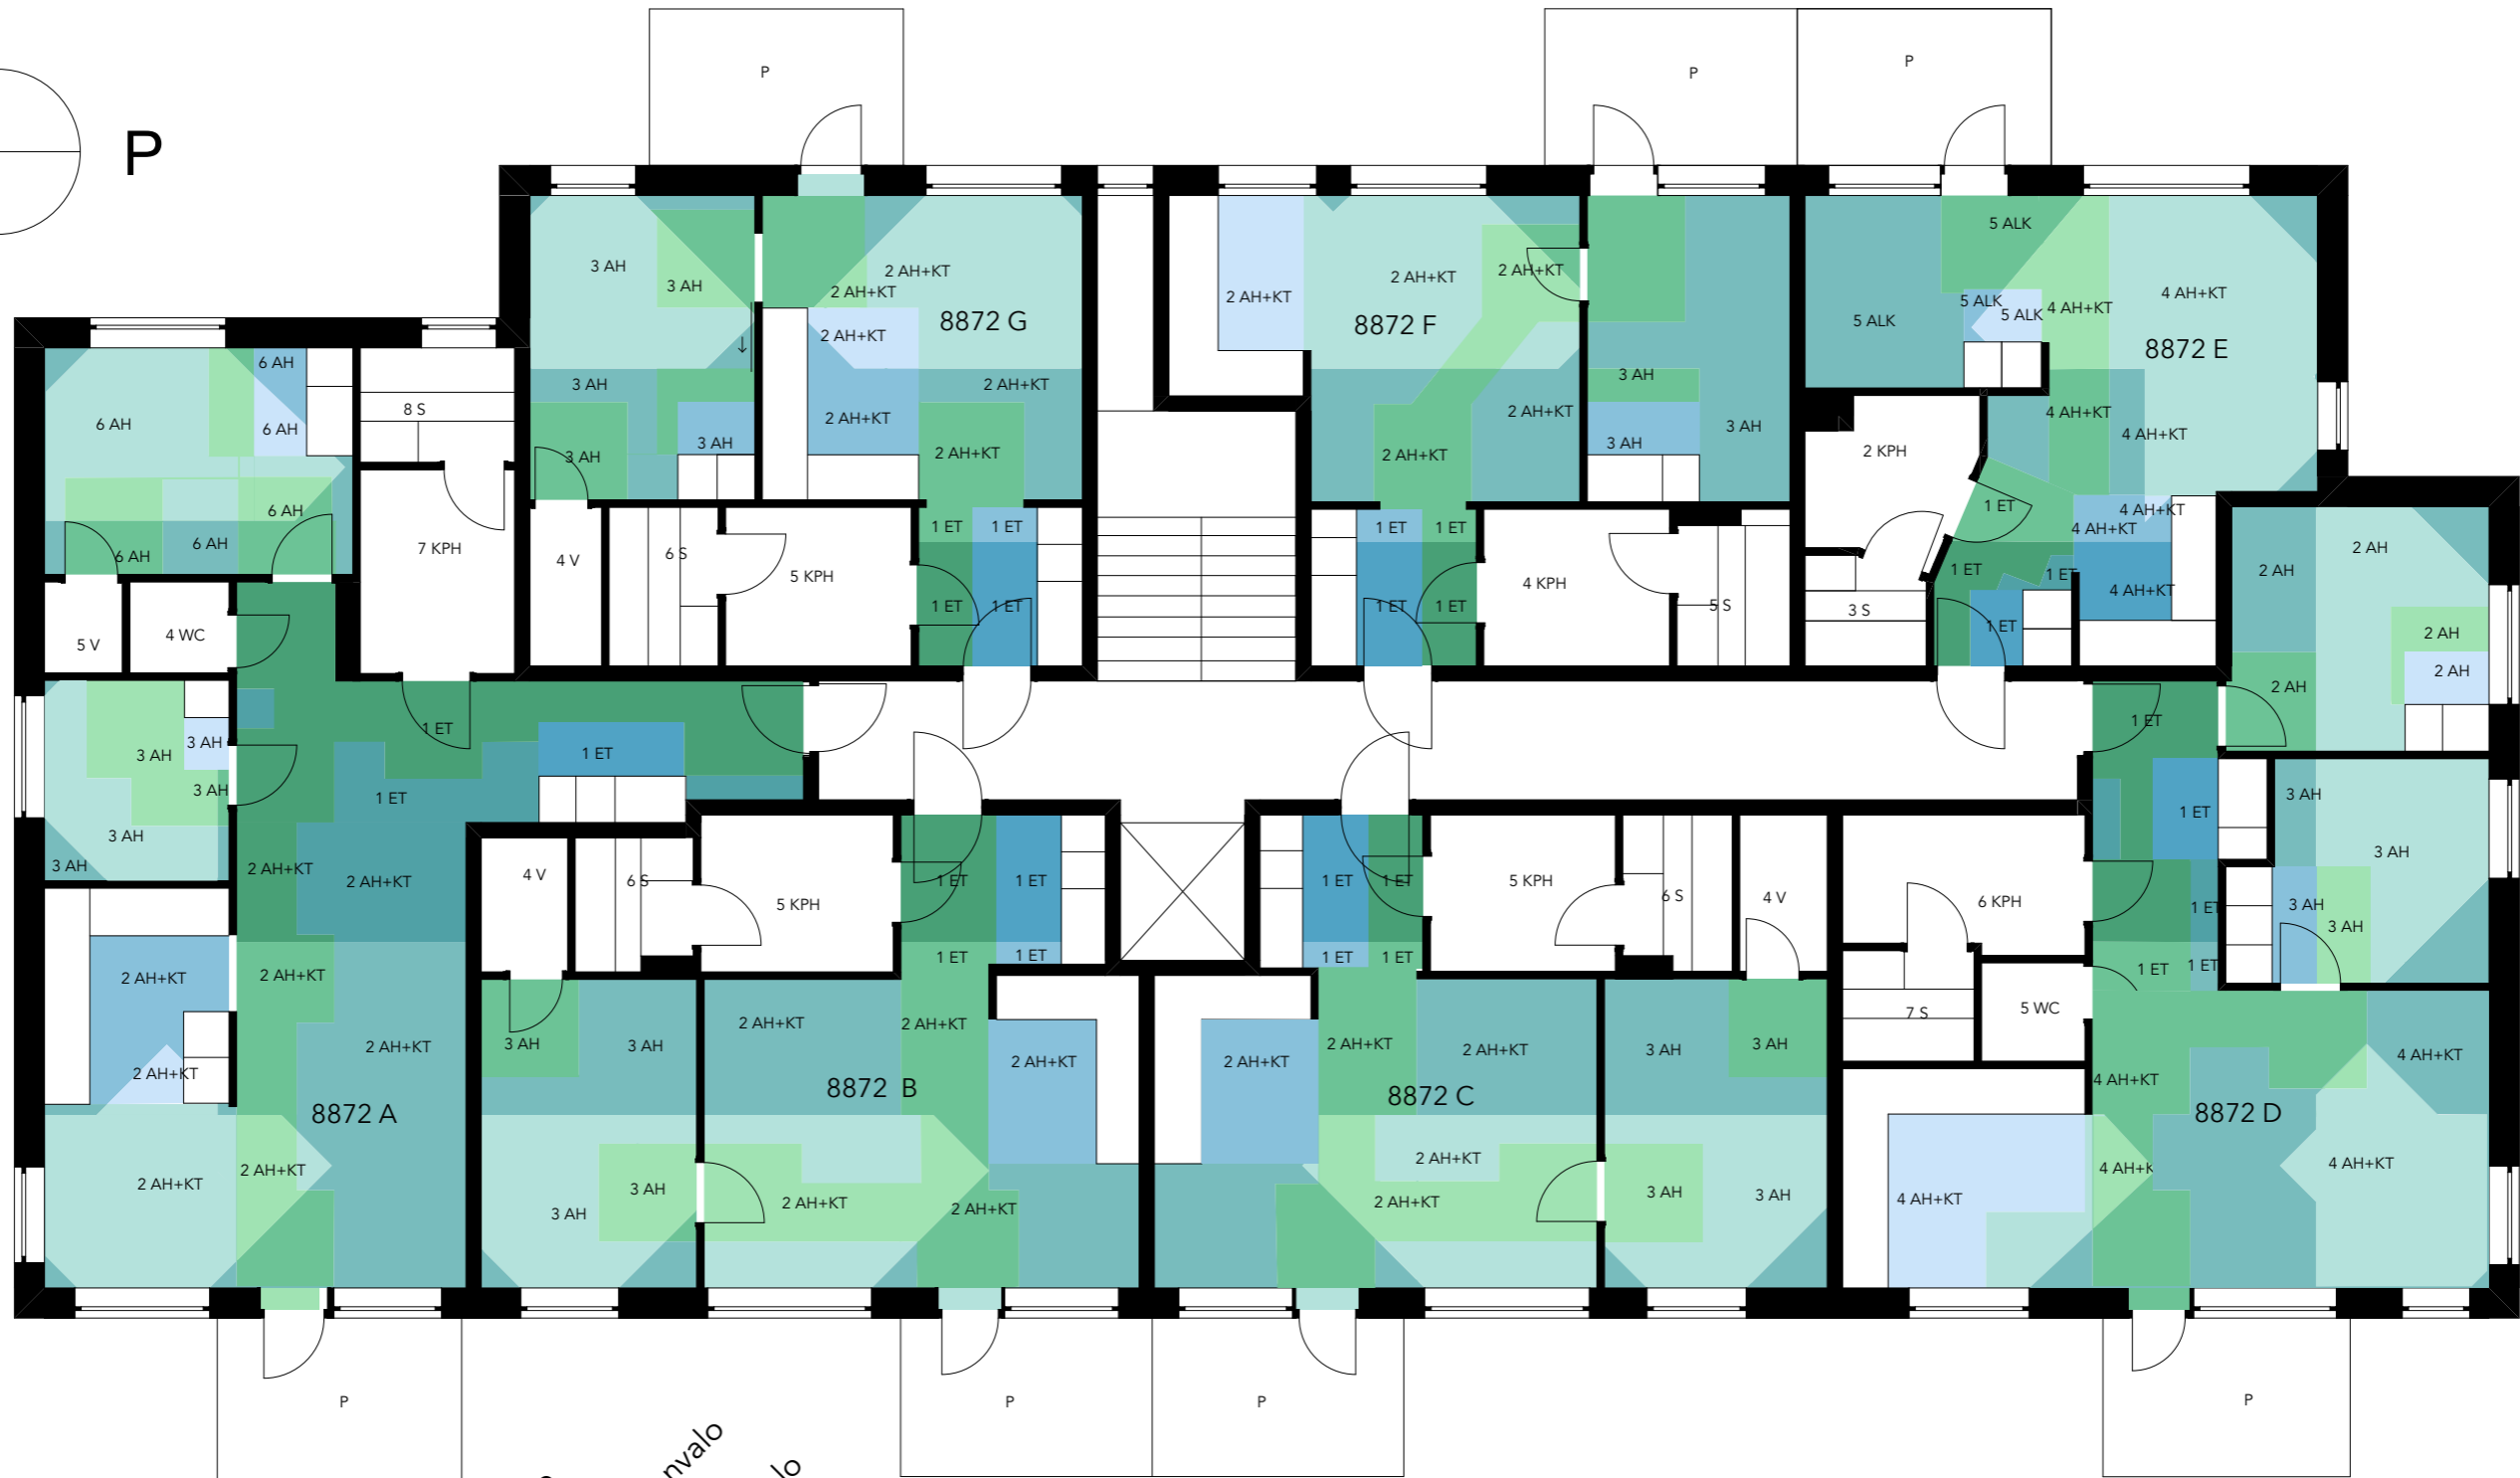 P
P
P
P
5 ALK
3 AH
3 AH
2 AH+KT
2 AH+KT
8872 G
2 AH+KT
↓
3 AH
2 AH+KT
2 AH+KT
3 AH
3 AH
2 AH+KT
2 AH+KT
2 AH+KT
2 AH+KT
8872 F
2 AH+KT
2 AH+KT
3 AH
3 AH
3 AH
5 ALK
5 ALK
5 ALK
4 AH+KT
4 AH+KT
8872 E
4 AH+KT
4 AH+KT
2 KPH
1 ET
4 AH+KT
4 AH+KT
4 AH+KT
1 ET
1 ET
1 ET
3 S
6 AH
6 AH
6 AH
6 AH
6 AH
6 AH
8 S
7 KPH
5 V
4 WC
4 V
6 S
5 KPH
1 ET
1 ET
1 ET
1 ET
1 ET
1 ET
1 ET
1 ET
4 KPH
5 S
2 AH
2 AH
2 AH
2 AH
2 AH
3 AH
3 AH
3 AH
3 AH
3 AH
1 ET
1 ET
1 ET
2 AH+KT
2 AH+KT
2 AH+KT
2 AH+KT
2 AH+KT
2 AH+KT
8872 A
2 AH+KT
2 AH+KT
4 V
6 S
5 KPH
1 ET
1 ET
1 ET
1 ET
3 AH
3 AH
2 AH+KT
2 AH+KT
2 AH+KT
8872 B
3 AH
3 AH
2 AH+KT
2 AH+KT
1 ET
1 ET
1 ET
1 ET
5 KPH
6 S
4 V
2 AH+KT
2 AH+KT
2 AH+KT
8872 C
2 AH+KT
2 AH+KT
3 AH
3 AH
3 AH
3 AH
1 ET
1 ET
1 ET
1 ET
1 ET
6 KPH
7 S
5 WC
3 AH
3 AH
3 AH
3 AH
4 AH+KT
4 AH+KT
8872 D
4 AH+K
4 AH+KT
4 AH+KT
P
P
P
P
nvalo
lo